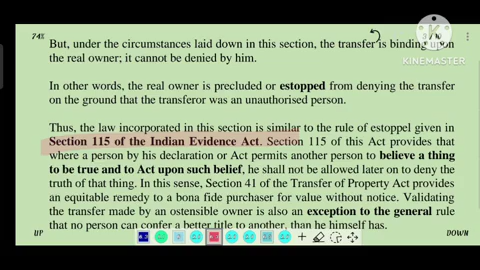 74%
5/10
But, under the circumstances laid down in this section, the transfer is binding upon
the real owner; it cannot be denied by him.
KINEMASTER
In other words, the real owner is precluded or estopped from denying the transfer
on the ground that the transferor was an unauthorised person.
Thus, the law incorporated in this section is similar to the rule of estoppel given in
Section 115 of the Indian Evidence Act. Section 115 of this Act provides that
where a person by his declaration or Act permits another person to believe a thing
to be true and to Act upon such belief, he shall not be allowed later on to deny the
truth of that thing. In this sense, Section 41 of the Transfer of Property Act provides
an equitable remedy to a bona fide purchaser for value without notice. Validating
the transfer made by an ostensible owner is also an exception to the general rule
that no person can confer a better title to another, than he himself has.
UP
DOWN